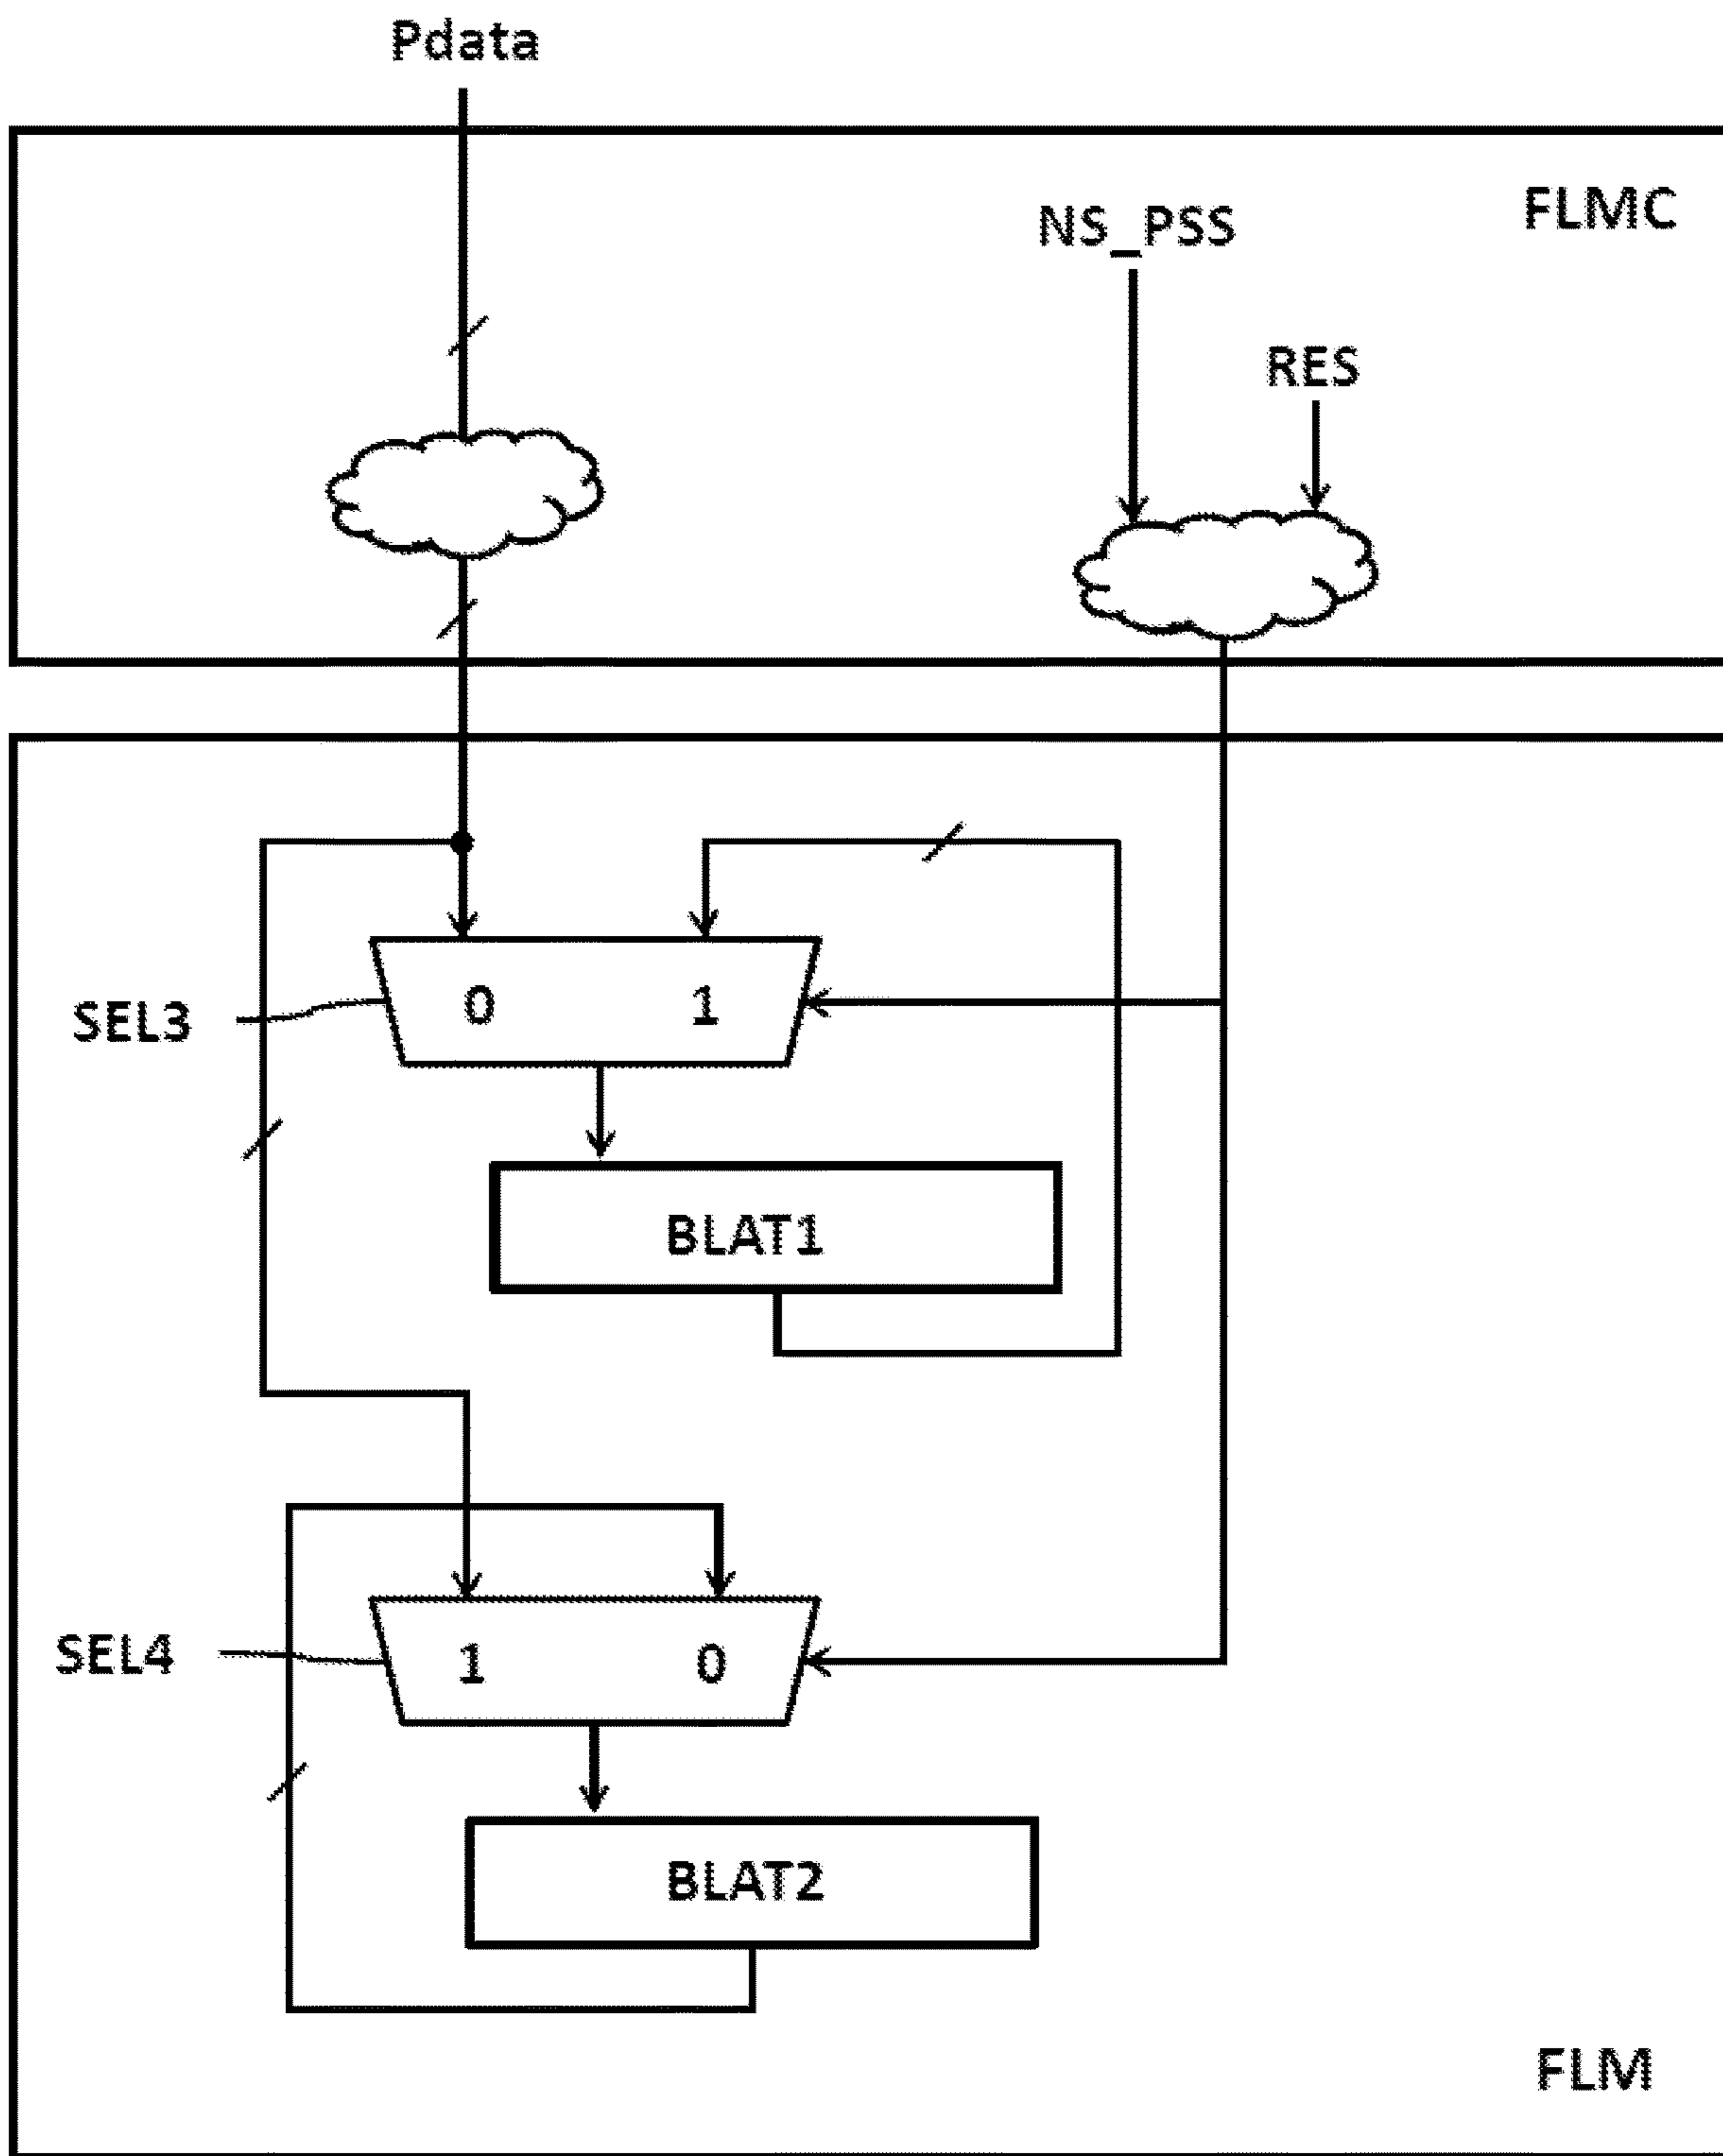 Pdata
FLMC
NS_PSS
RES
SEL3
0 1
BLAT1
SEL4
1 0
BLAT2
FLM